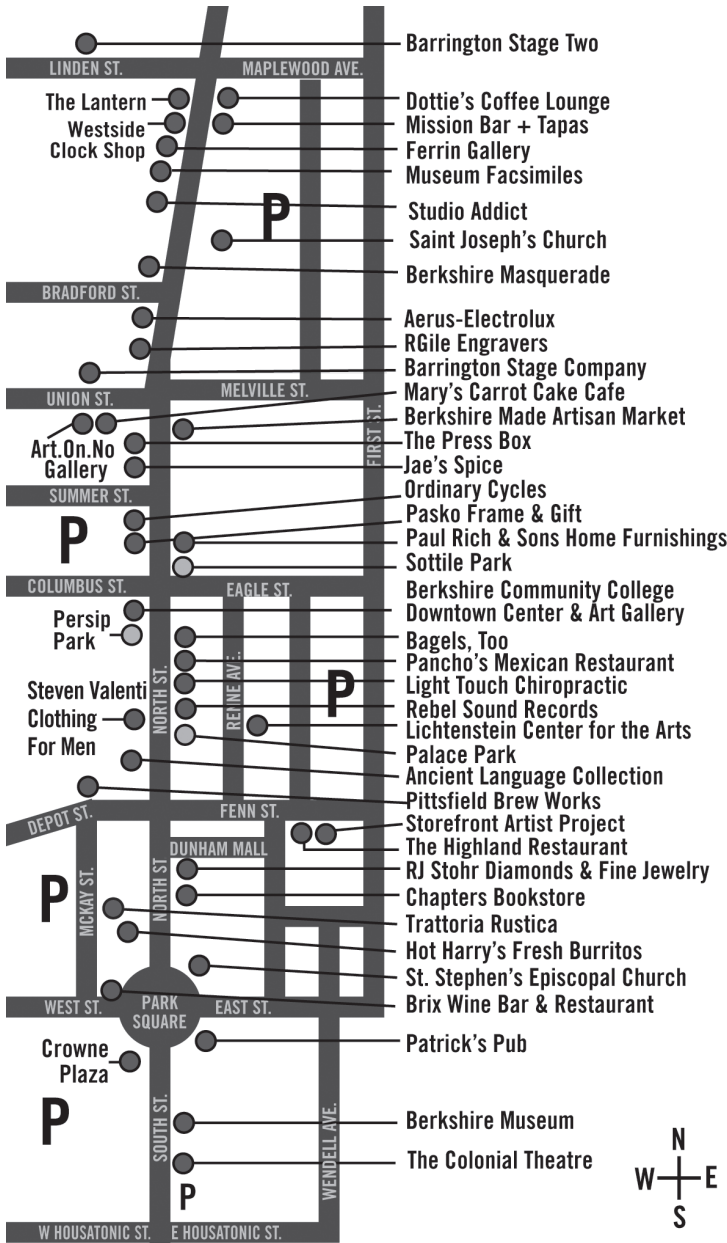 Barrington Stage Two
LINDEN ST.
MAPLEWOOD AVE.
The Lantern
Dottie's Coffee Lounge
Westside
Clock Shop
Mission Bar + Tapas
Ferrin Gallery
Museum Facsimiles
P
Studio Addict
Saint Joseph's Church
Berkshire Masquerade
BRADFORD ST.
Aerus-Electrolux
RGile Engravers
Barrington Stage Company
MELVILLE ST.
UNION ST.
Mary's Carrot Cake Cafe
Berkshire Made Artisan Market
FIRST ST.
Art.On.No
Gallery
The Press Box
Jae's Spice
SUMMER ST.
Ordinary Cycles
P
Pasko Frame & Gift
Paul Rich & Sons Home Furnishings
Sottile Park
COLUMBUS ST.
EAGLE ST.
Berkshire Community College
Downtown Center & Art Gallery
Persip
Park
Bagels, Too
Pancho's Mexican Restaurant
Light Touch Chiropractic
Steven Valenti
Clothing
For Men
NORTH ST.
P
Rebel Sound Records
Lichtenstein Center for the Arts
Palace Park
Ancient Language Collection
Pittsfield Brew Works
DEPOT ST.
FENN ST.
Storefront Artist Project
The Highland Restaurant
DUNHAM MALL
RJ Stohr Diamonds & Fine Jewelry
P
MCKAY ST.
NORTH ST
Chapters Bookstore
Trattoria Rustica
Hot Harry's Fresh Burritos
St. Stephen's Episcopal Church
WEST ST.
PARK
SQUARE
EAST ST.
Brix Wine Bar & Restaurant
Patrick's Pub
Crowne
Plaza
P
SOUTH ST.
WENDELL AVE.
Berkshire Museum
The Colonial Theatre
P
N
W
E
S
W HOUSATONIC ST.
E HOUSATONIC ST.